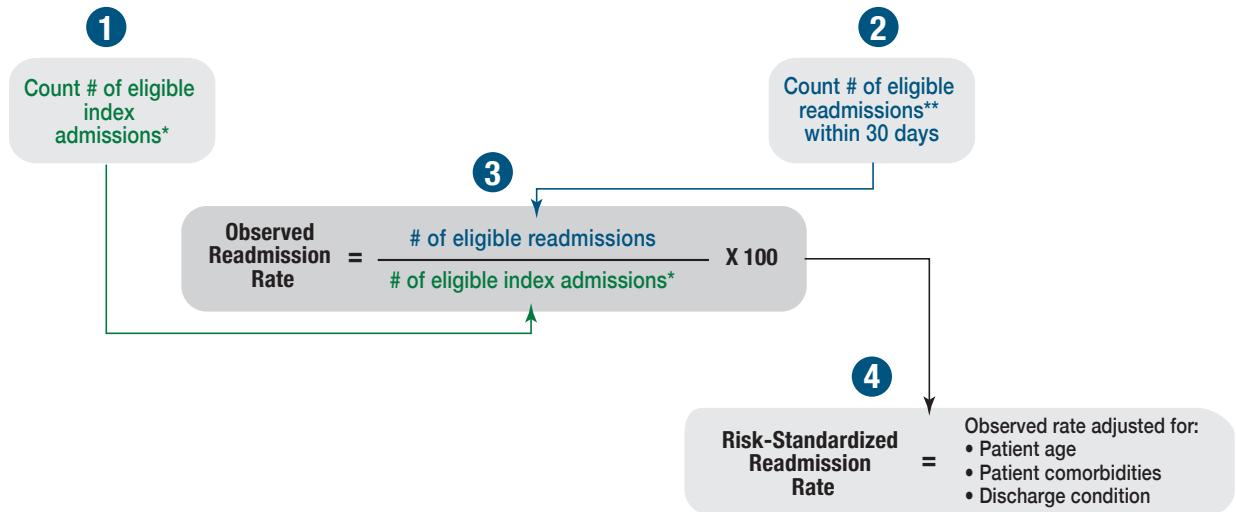 1
Count # of eligible
index
admissions*
2
Count # of eligible
readmissions**
within 30 days
3
Observed
Readmission
Rate
=
# of eligible readmissions
# of eligible index admissions*
X 100
4
Risk-Standardized
Readmission
Rate
=
Observed rate adjusted for:
• Patient age
• Patient comorbidities
• Discharge condition